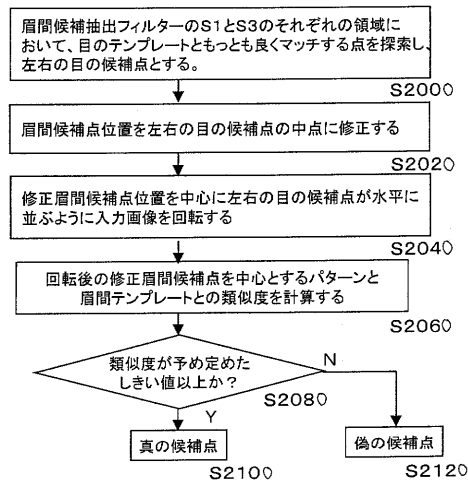 眉間候補抽出フィルターのS1とS3のそれぞれの領域に
おいて、目のテンプレートともっとも良くマッチする点を探索し、
左右の目の候補点とする。
S2000
眉間候補点位置を左右の目の候補点の中点に修正する
S2020
修正眉間候補点位置を中心に左右の目の候補点が水平に
並ぶように入力画像を回転する
S2040
回転後の修正眉間候補点を中心とするパターンと
眉間テンプレートとの類似度を計算する
S2060
類似度が予め定めた
しきい値以上か?
N
S2080
Y
真の候補点
偽の候補点
S2100
S2120